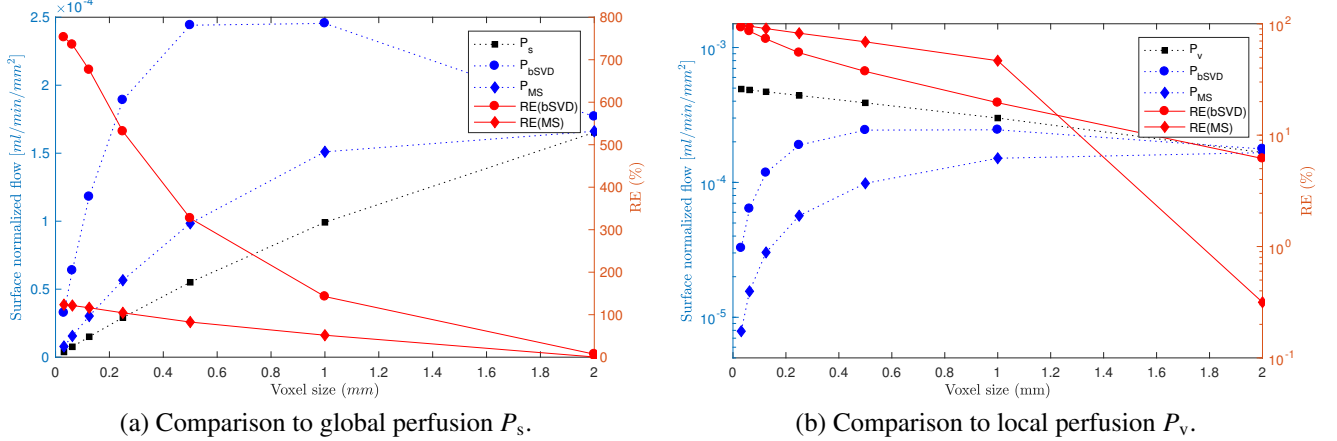 ×10⁻⁴
2.5
2
1.5
1
0.5
0
Surface normalized flow [ml/min/mm²]
800
700
600
500
400
300
200
100
0
RE (%)
P_s
P_bSVD
P_MS
RE(bSVD)
RE(MS)
0 0.2 0.4 0.6 0.8 1 1.2 1.4 1.6 1.8 2
Voxel size (mm)
(a) Comparison to global perfusion P_s.
10⁻³
10⁻⁴
10⁻⁵
Surface normalized flow [ml/min/mm²]
10²
10¹
10⁰
10⁻¹
RE (%)
P_v
P_bSVD
P_MS
RE(bSVD)
RE(MS)
0 0.2 0.4 0.6 0.8 1 1.2 1.4 1.6 1.8 2
Voxel size (mm)
(b) Comparison to local perfusion P_v.